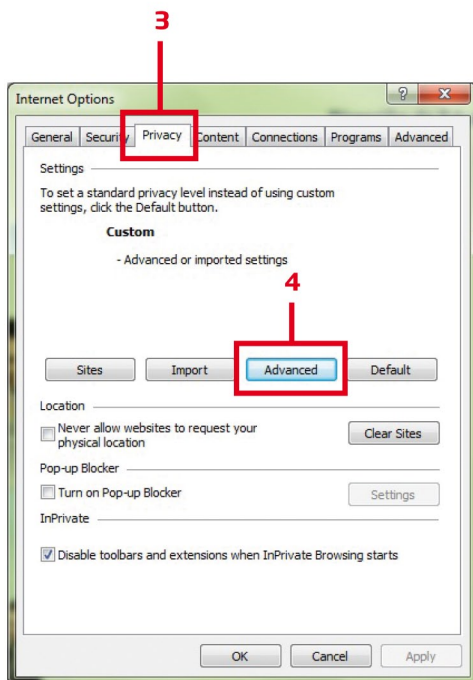 3
Internet Options
?
X
General Security Privacy Content Connections Programs Advanced
Settings
To set a standard privacy level instead of using custom
settings, click the Default button.
Custom
- Advanced or imported settings
4
Sites Import Advanced Default
Location
Never allow websites to request your
physical location
Clear Sites
Pop-up Blocker
Turn on Pop-up Blocker
Settings
InPrivate
Disable toolbars and extensions when InPrivate Browsing starts
OK Cancel Apply